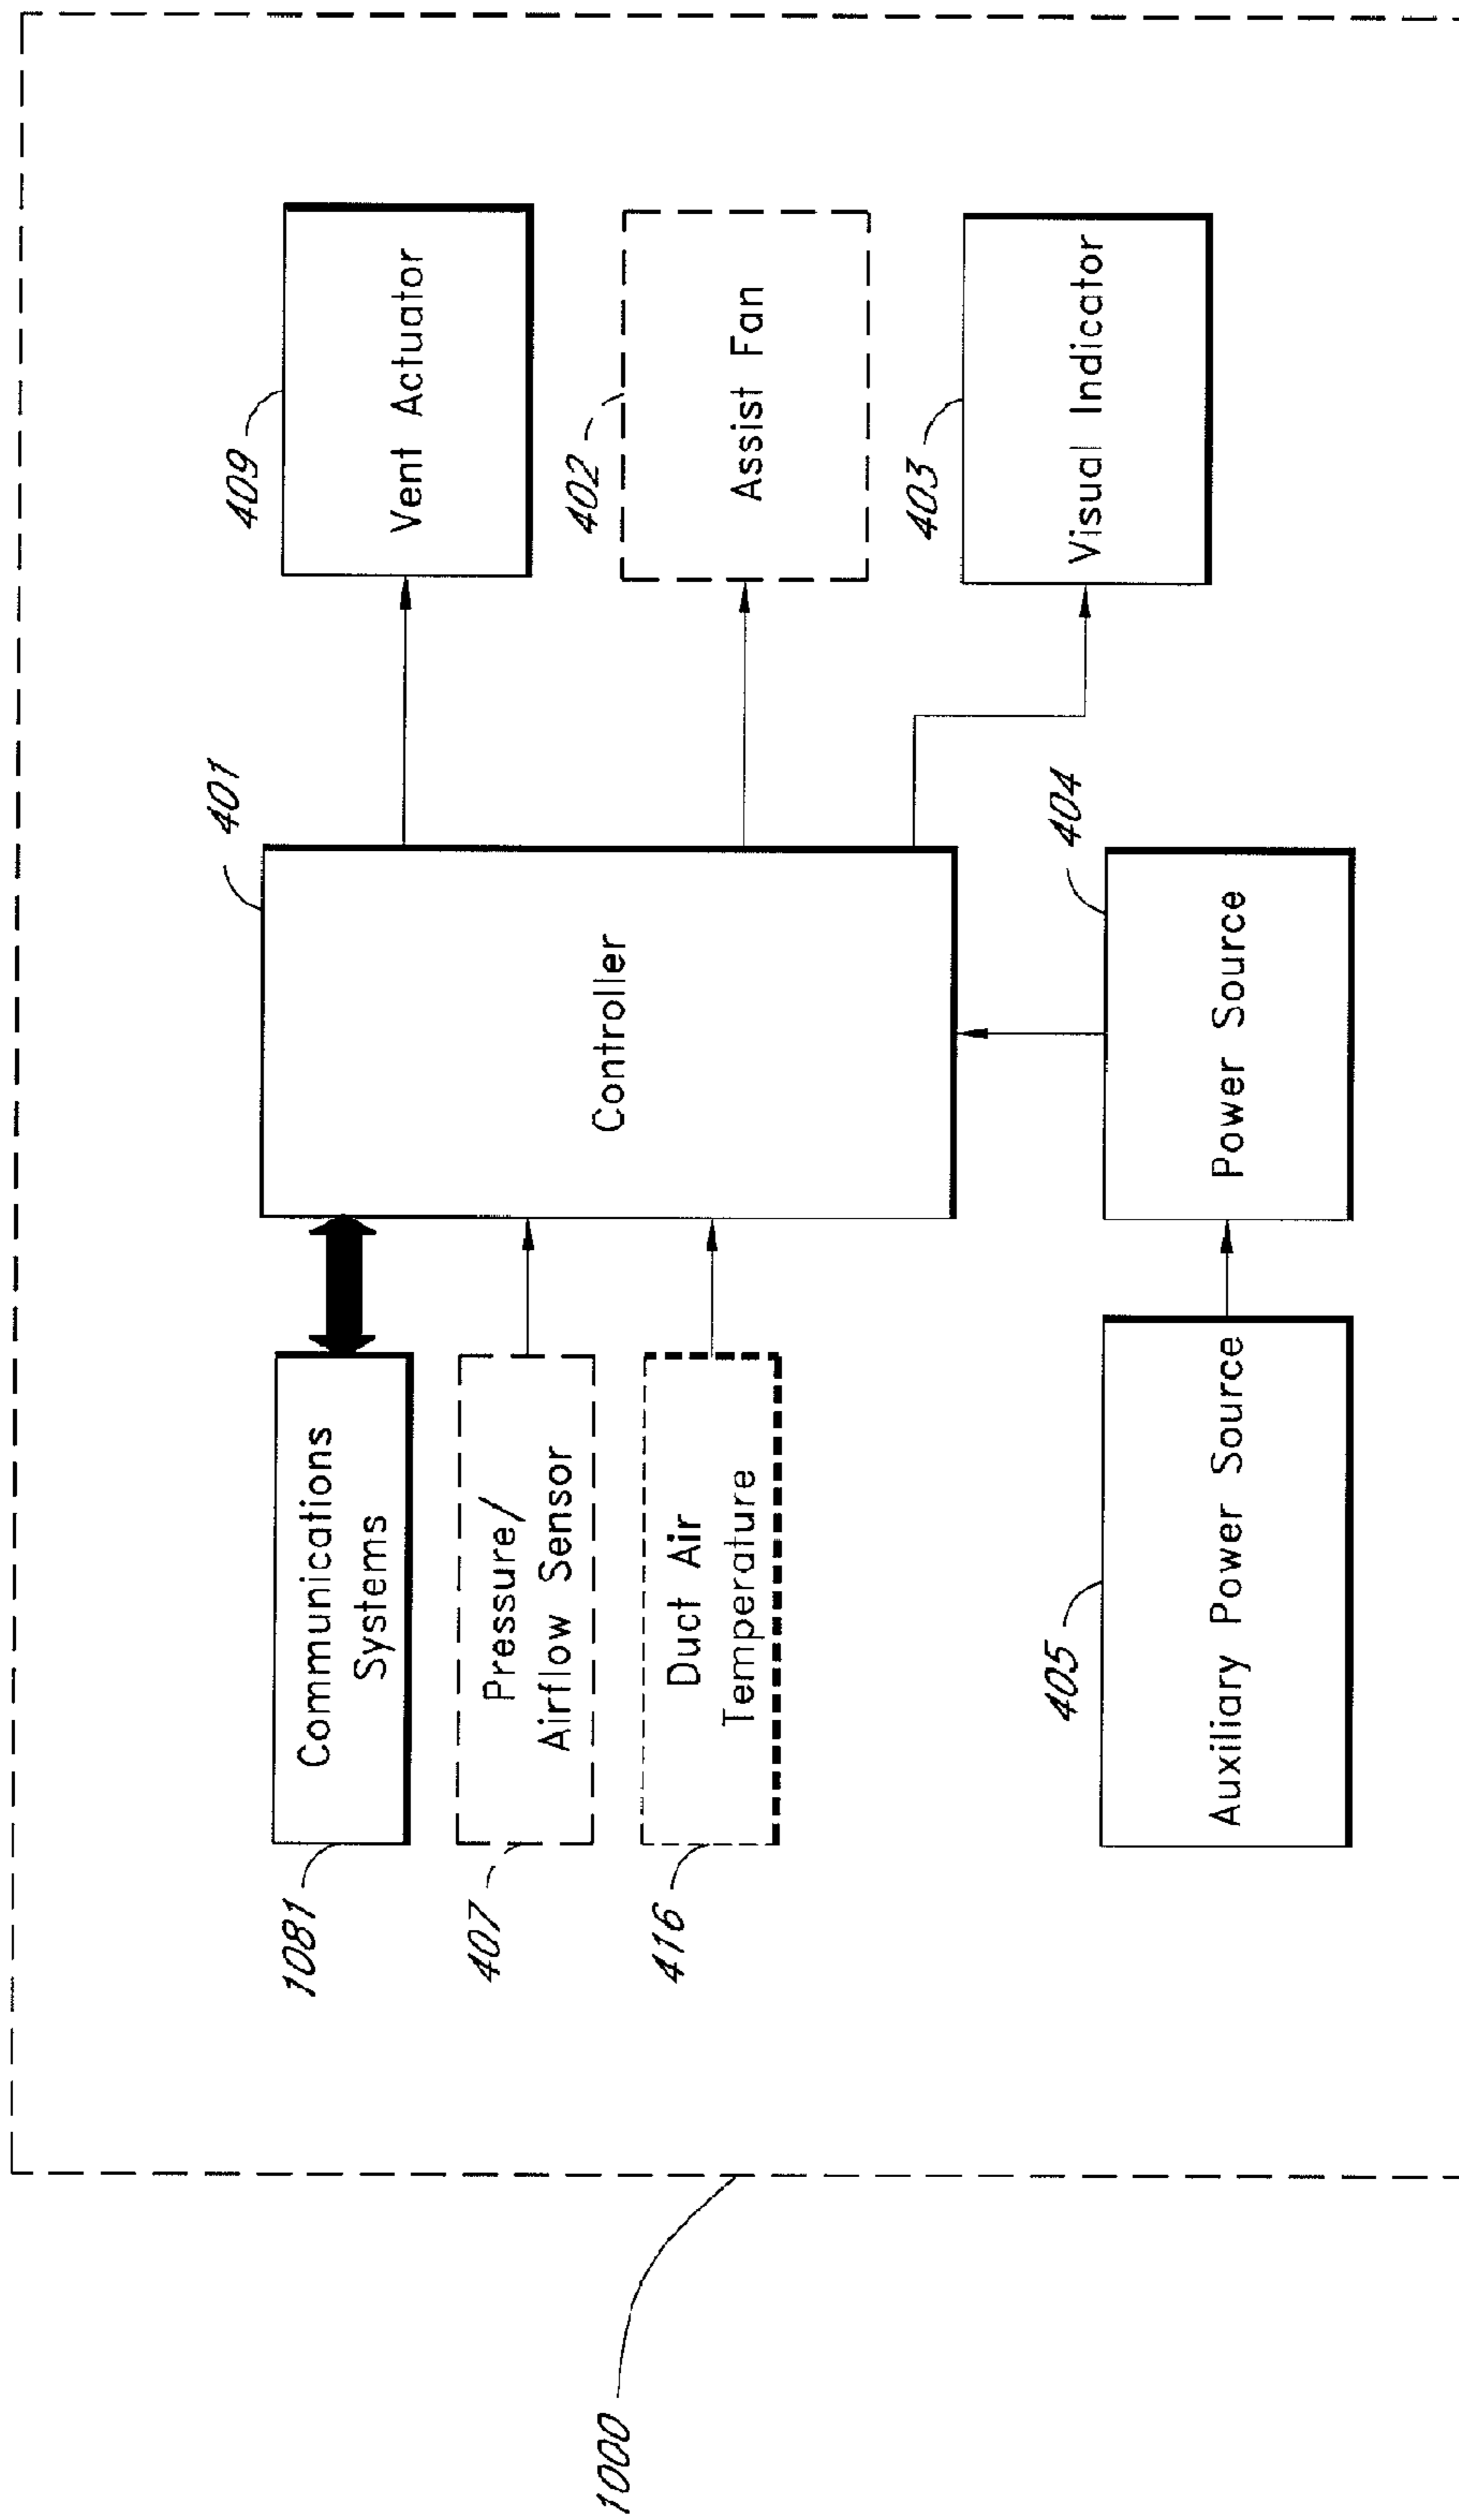 1000
1081
Communications
Systems
407
Pressure/
Airflow Sensor
416
Duct Air
Temperature
405
Auxiliary Power Source
401
Controller
404
Power Source
409
Vent Actuator
402
Assist Fan
403
Visual Indicator